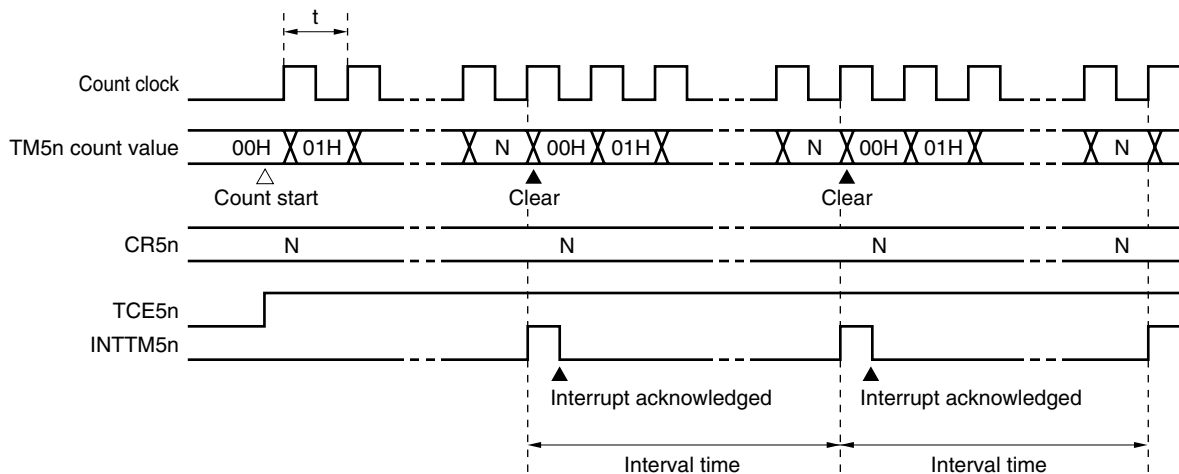 t
Count clock
TM5n count value 00H 01H N 00H 01H N 00H 01H N
Count start Clear Clear
CR5n N N N N
TCE5n
INTTM5n
Interrupt acknowledged Interrupt acknowledged
Interval time Interval time